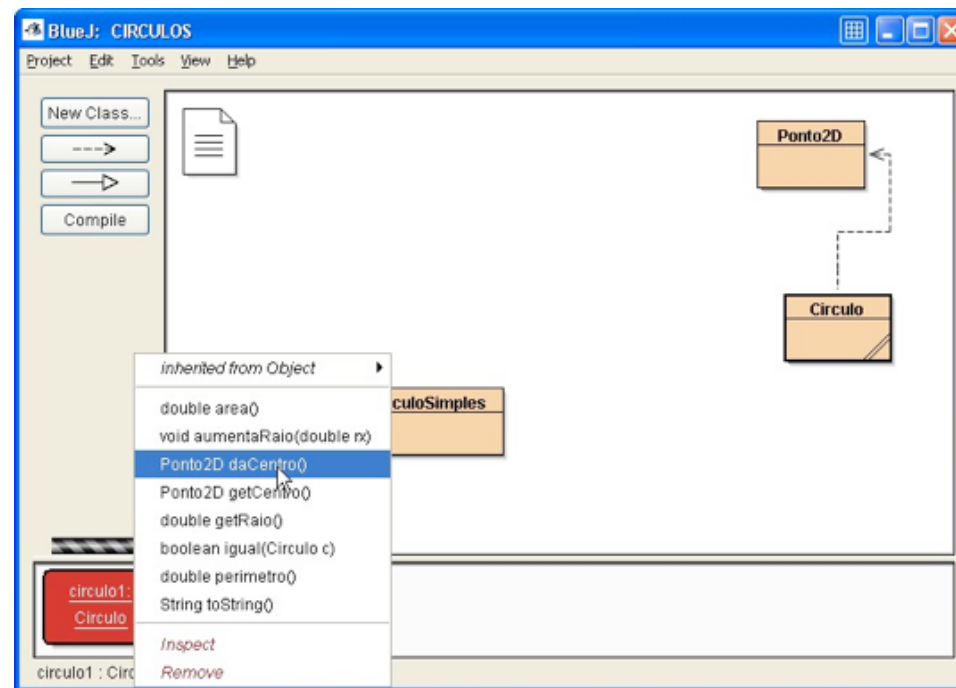 BlueJ: CIRCULOS
Project Edit Tools View Help
New Class...
Compile
Ponto2D
Circulo
culoSimples
inherited from Object
double area()
void aumentaRaio(double rx)
Ponto2D daCentro()
Ponto2D getCentro()
double getRaio()
boolean igual(Circulo c)
double perimetro()
String toString()
Inspect
Remove
circulo1:
Circulo
circulo1 : Circ